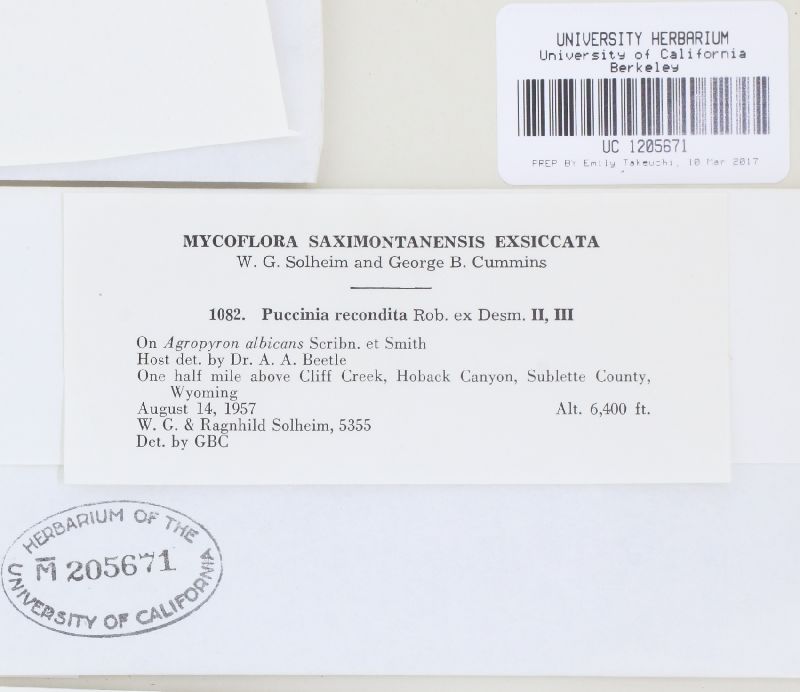 UNIVERSITY HERBARIUM
University of California
Berkeley
UC 1205671
PREP BY Emily Takeuchi, 10 Mar 2017
MYCOFLORA SAXIMONTANENSIS EXSICCATA
W. G. Solheim and George B. Cummins
1082. Puccinia recondita Rob. ex Desm. II, III
On Agropyron albicans Scribn. et Smith
Host det. by Dr. A. A. Beetle
One half mile above Cliff Creek, Hoback Canyon, Sublette County,
Wyoming
August 14, 1957 Alt. 6,400 ft.
W. G. & Ragnhild Solheim, 5355
Det. by GBC
HERBARIUM OF THE
M̅ 205671
UNIVERSITY OF CALIFORNIA